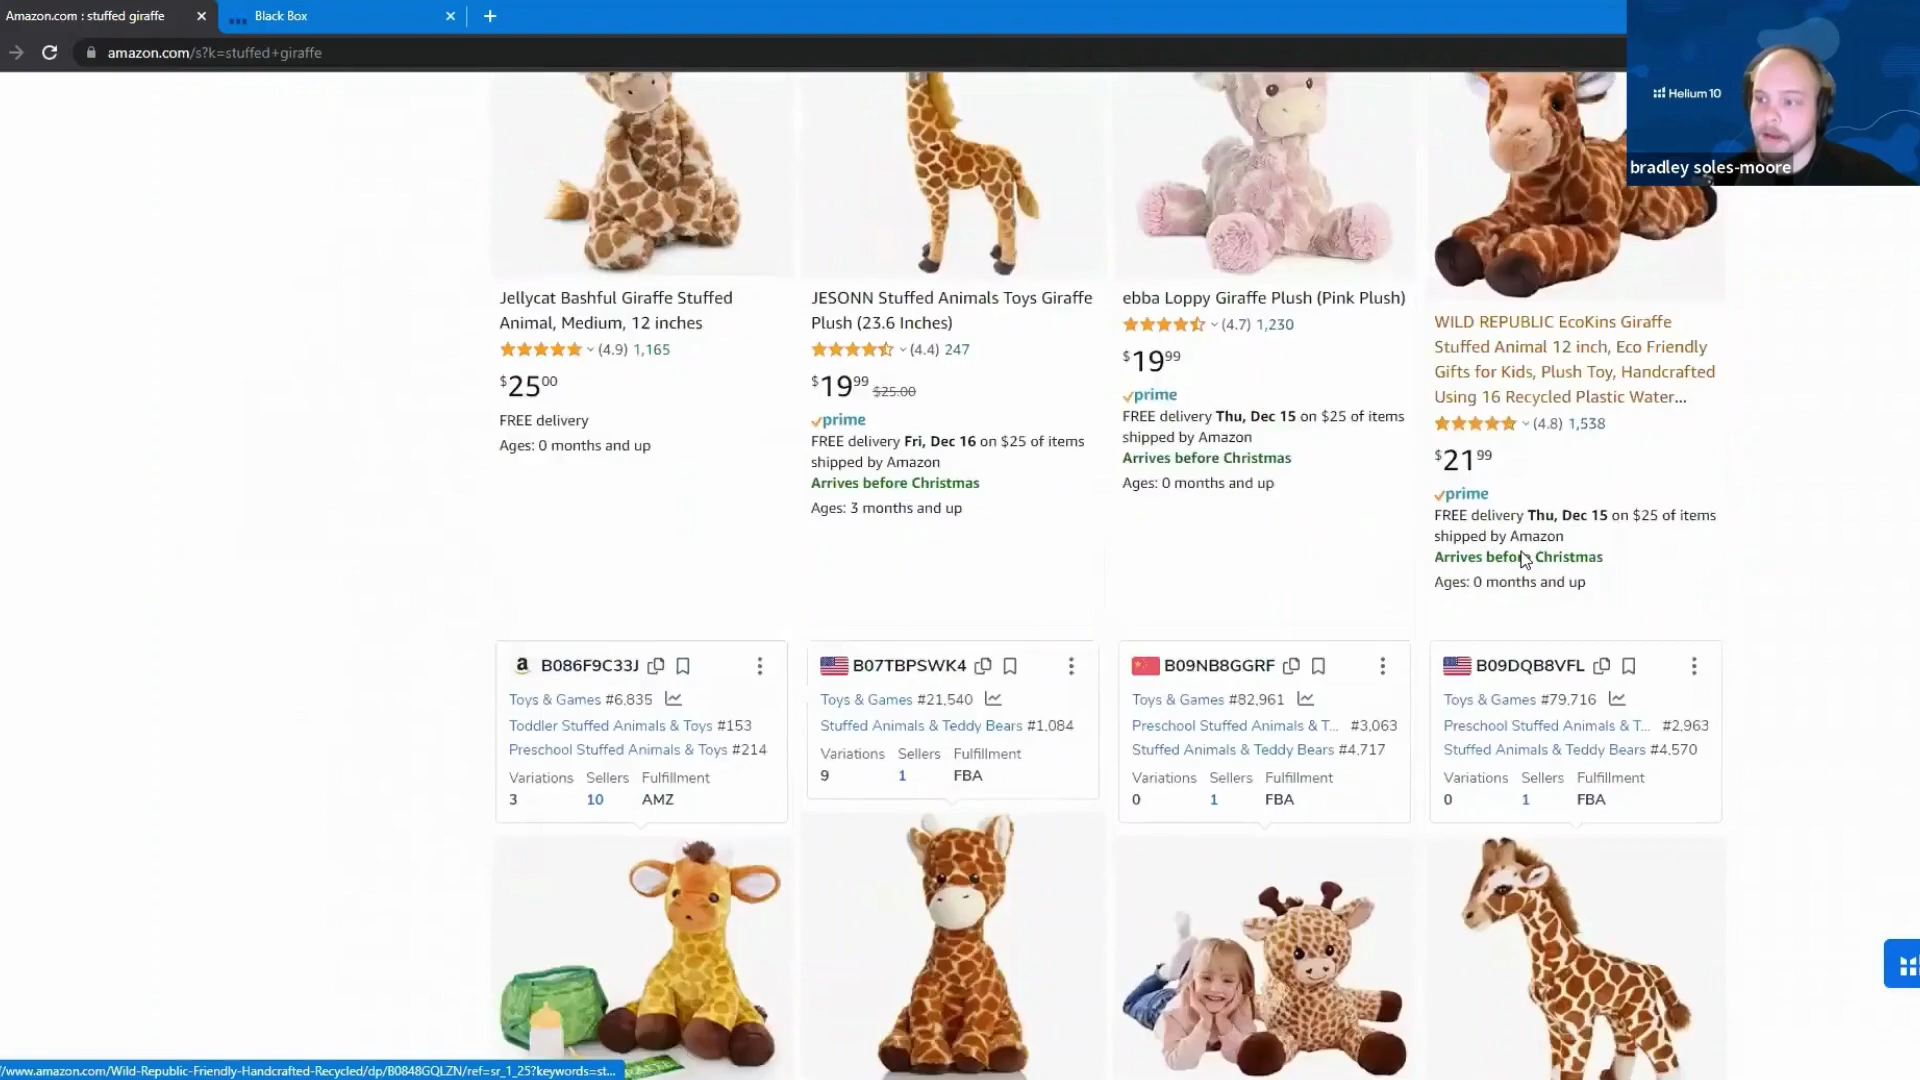 Amazon.com : stuffed giraffe
Black Box
amazon.com/s?k=stuffed+giraffe
Helium 10
bradley soles-moore
Jellycat Bashful Giraffe Stuffed
Animal, Medium, 12 inches
(4.9) 1,165
$25 00
FREE delivery
Ages: 0 months and up
JESONN Stuffed Animals Toys Giraffe
Plush (23.6 Inches)
(4.4) 247
$19 99 $25.00
prime
FREE delivery Fri, Dec 16 on $25 of items
shipped by Amazon
Arrives before Christmas
Ages: 3 months and up
ebba Loppy Giraffe Plush (Pink Plush)
(4.7) 1,230
$19 99
prime
FREE delivery Thu, Dec 15 on $25 of items
shipped by Amazon
Arrives before Christmas
Ages: 0 months and up
WILD REPUBLIC EcoKins Giraffe
Stuffed Animal 12 inch, Eco Friendly
Gifts for Kids, Plush Toy, Handcrafted
Using 16 Recycled Plastic Water...
(4.8) 1,538
$21 99
prime
FREE delivery Thu, Dec 15 on $25 of items
shipped by Amazon
Arrives before Christmas
Ages: 0 months and up
a B086F9C33J
Toys & Games #6,835
Toddler Stuffed Animals & Toys #153
Preschool Stuffed Animals & Toys #214
Variations Sellers Fulfillment
3 10 AMZ
B07TBPSWK4
Toys & Games #21,540
Stuffed Animals & Teddy Bears #1,084
Variations Sellers Fulfillment
9 1 FBA
B09NB8GGRF
Toys & Games #82,961
Preschool Stuffed Animals & T... #3,063
Stuffed Animals & Teddy Bears #4,717
Variations Sellers Fulfillment
0 1 FBA
B09DQB8VFL
Toys & Games #79,716
Preschool Stuffed Animals & T... #2,963
Stuffed Animals & Teddy Bears #4,570
Variations Sellers Fulfillment
0 1 FBA
/www.amazon.com/Wild-Republic-Friendly-Handcrafted-Recycled/dp/B0848GQLZN/ref=sr_1_25?keywords=st...